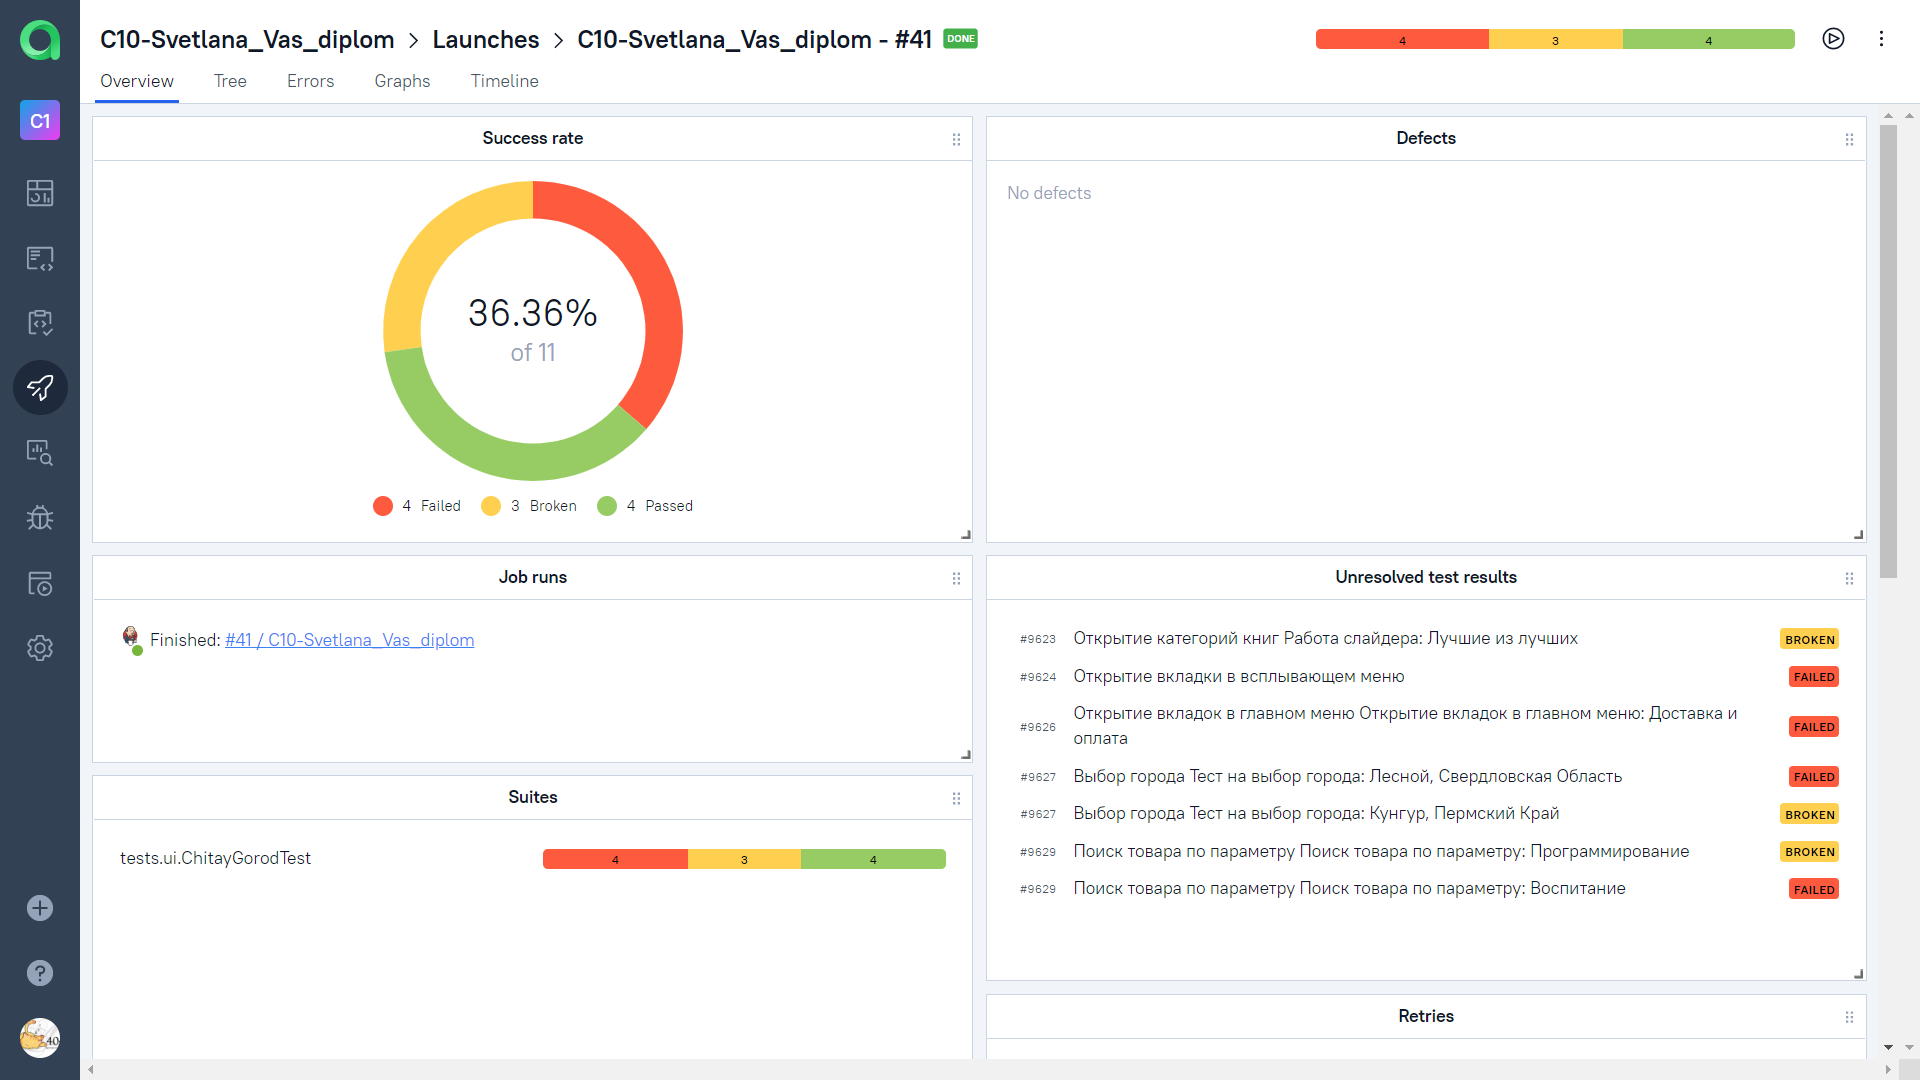 C10-Svetlana_Vas_diplom > Launches > C10-Svetlana_Vas_diplom - #41 DONE
4 3 4
Overview Tree Errors Graphs Timeline
C1
Success rate
36.36%
of 11
4 Failed 3 Broken 4 Passed
Defects
No defects
Job runs
Finished: #41 / C10-Svetlana_Vas_diplom
Suites
tests.ui.ChitayGorodTest 4 3 4
Unresolved test results
#9623 Открытие категорий книг Работа слайдера: Лучшие из лучших BROKEN
#9624 Открытие вкладки в всплывающем меню FAILED
#9626 Открытие вкладок в главном меню Открытие вкладок в главном меню: Доставка и
оплата FAILED
#9627 Выбор города Тест на выбор города: Лесной, Свердловская Область FAILED
#9627 Выбор города Тест на выбор города: Кунгур, Пермский Край BROKEN
#9629 Поиск товара по параметру Поиск товара по параметру: Программирование BROKEN
#9629 Поиск товара по параметру Поиск товара по параметру: Воспитание FAILED
Retries
40